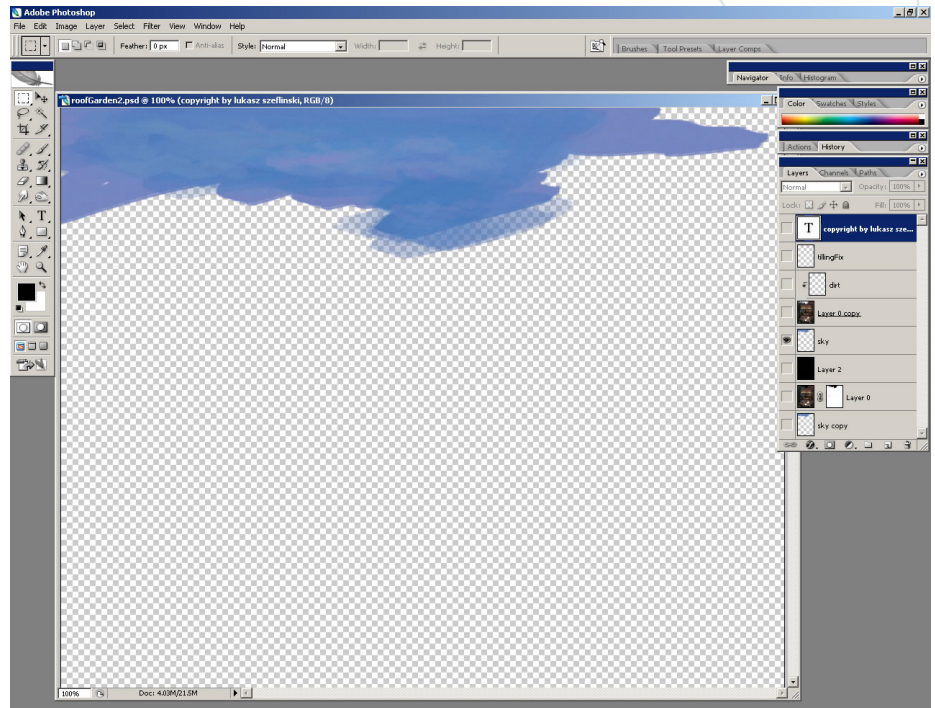 Adobe Photoshop
File Edit Image Layer Select Filter View Window Help
Feather: 0 px Anti-alias Style: Normal Width: Height: Brushes Tool Presets Layer Comps
Navigator Info Histogram
roofGarden2.psd @ 100% (copyright by lukasz szeflinski, RGB/8)
Color Swatches Styles
Actions History
Layers Channels Paths
Normal Opacity: 100%
Lock: Fill: 100%
T copyright by lukasz sze...
tillingFix
dirt
Layer 0 copy
sky
Layer 2
Layer 0
sky copy
100% Doc: 4.03M/21.5M